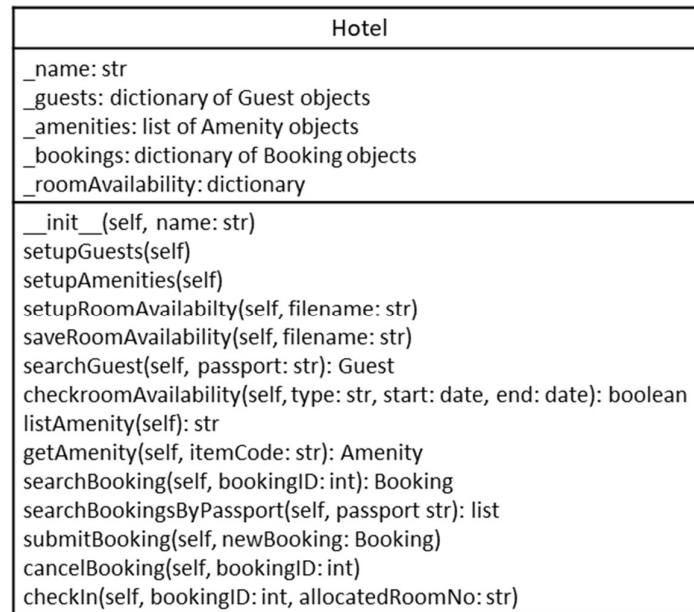 Hotel
_name: str
_guests: dictionary of Guest objects
_amenities: list of Amenity objects
_bookings: dictionary of Booking objects
_roomAvailability: dictionary
__init__(self, name: str)
setupGuests(self)
setupAmenities(self)
setupRoomAvailabilty(self, filename: str)
saveRoomAvailability(self, filename: str)
searchGuest(self, passport: str): Guest
checkroomAvailability(self, type: str, start: date, end: date): boolean
listAmenity(self): str
getAmenity(self, itemCode: str): Amenity
searchBooking(self, bookingID: int): Booking
searchBookingsByPassport(self, passport str): list
submitBooking(self, newBooking: Booking)
cancelBooking(self, bookingID: int)
checkIn(self, bookingID: int, allocatedRoomNo: str)